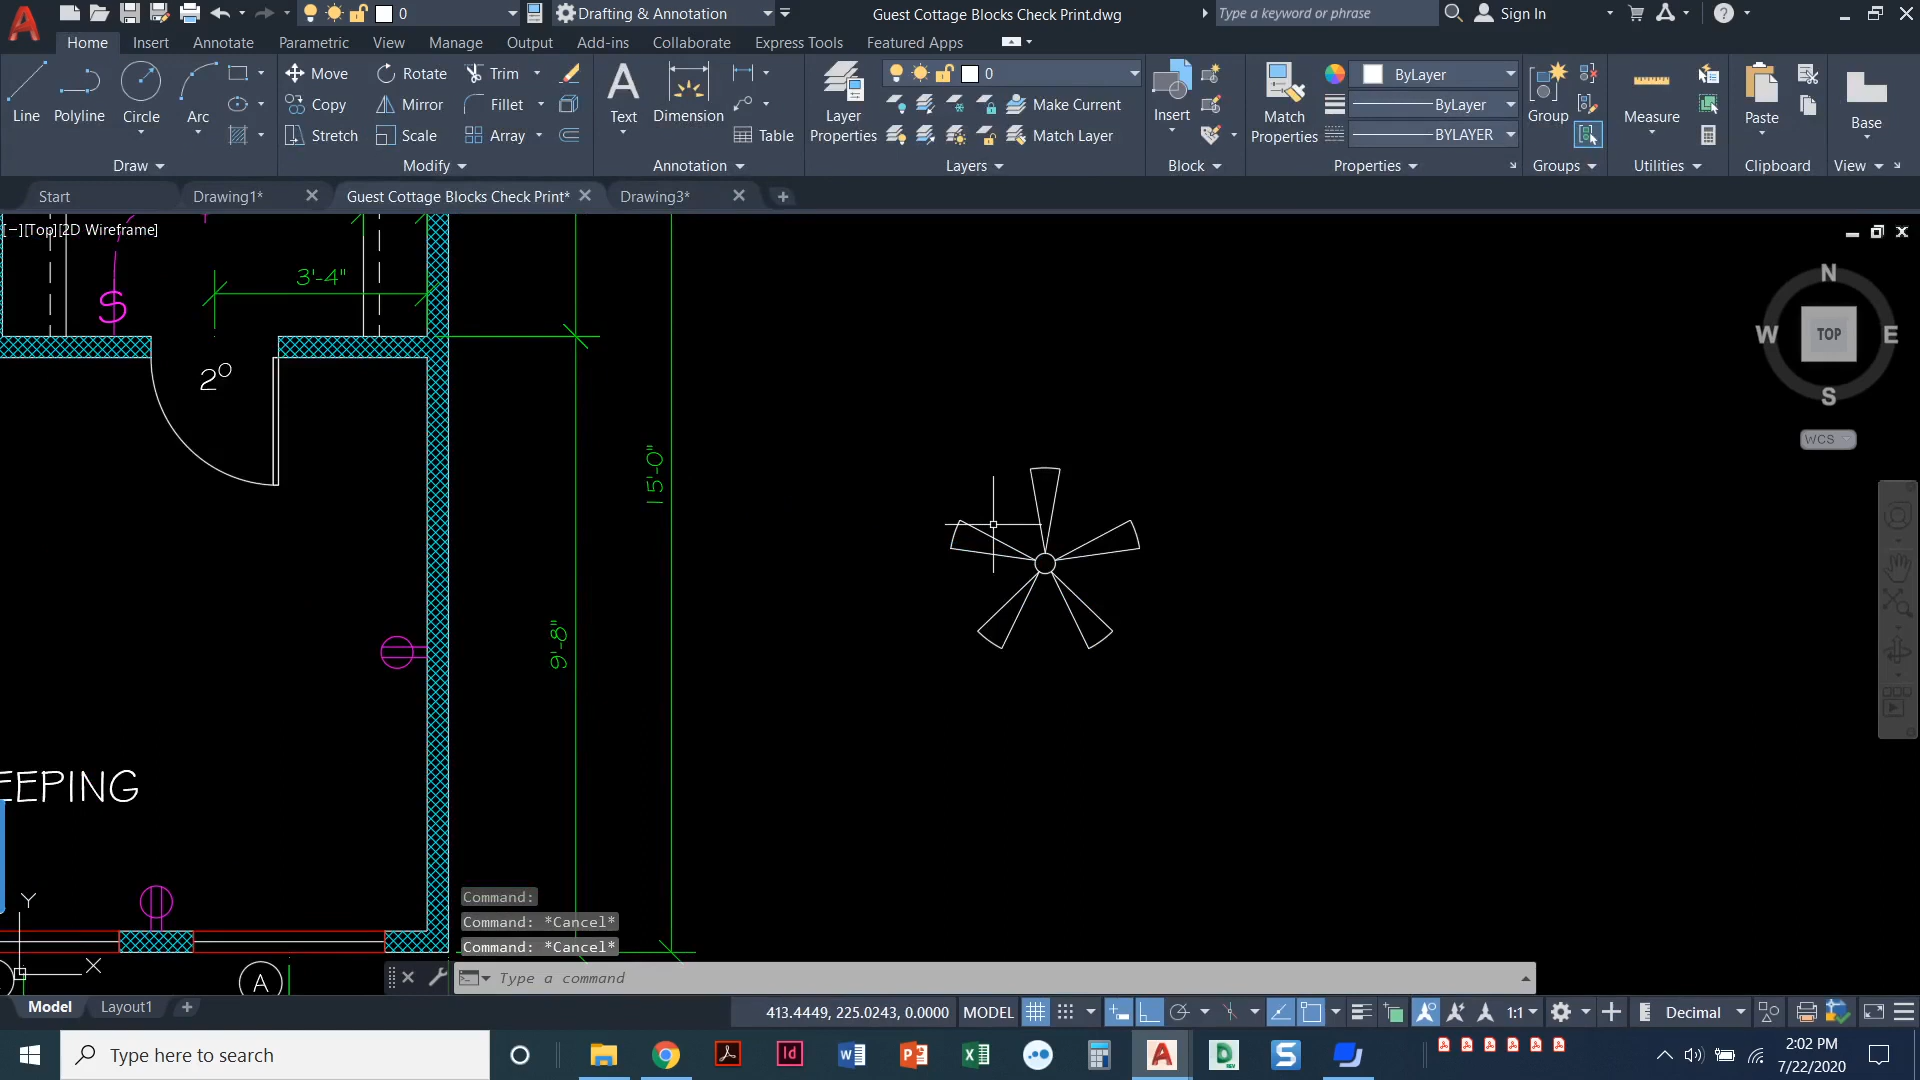 0
Drafting & Annotation
Guest Cottage Blocks Check Print.dwg
Type a keyword or phrase
Sign In
Home
Insert
Annotate
Parametric
View
Manage
Output
Add-ins
Collaborate
Express Tools
Featured Apps
Line
Polyline
Circle
Arc
Draw
Move
Rotate
Trim
Copy
Mirror
Fillet
Stretch
Scale
Array
Modify
Text
Dimension
Table
Annotation
Layer
Properties
0
Make Current
Match Layer
Layers
Insert
Block
Match
Properties
ByLayer
ByLayer
BYLAYER
Properties
Group
Groups
Measure
Utilities
Paste
Clipboard
Base
View
Start
Drawing1*
Guest Cottage Blocks Check Print*
Drawing3*
[−][Top][2D Wireframe]
3'-4"
S
2⁰
15'-0"
9'-8"
EEPING
A
Y
X
N
W
TOP
E
S
WCS
Command:
Command: *Cancel*
Command: *Cancel*
Type a command
Model
Layout1
413.4449, 225.0243, 0.0000
MODEL
1:1
Decimal
Type here to search
2:02 PM
7/22/2020